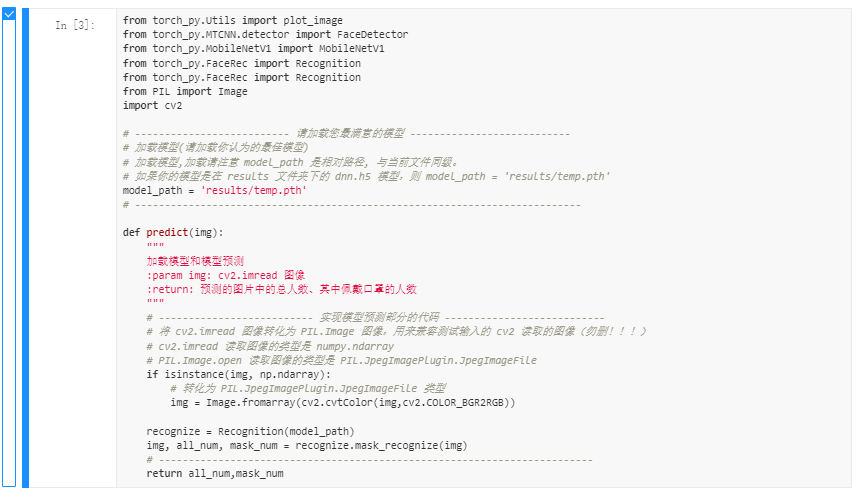 In [3]:
from torch_py.Utils import plot_image
from torch_py.MTCNN.detector import FaceDetector
from torch_py.MobileNetV1 import MobileNetV1
from torch_py.FaceRec import Recognition
from torch_py.FaceRec import Recognition
from PIL import Image
import cv2

# -------------------------- 请加载您最满意的模型 ---------------------------
# 加载模型(请加载你认为的最佳模型)
# 加载模型,加载请注意 model_path 是相对路径, 与当前文件同级。
# 如果你的模型是在 results 文件夹下的 dnn.h5 模型，则 model_path = 'results/temp.pth'
model_path = 'results/temp.pth'
# ---------------------------------------------------------------------------

def predict(img):
    """
    加载模型和模型预测
    :param img: cv2.imread 图像
    :return: 预测的图片中的总人数、其中佩戴口罩的人数
    """
    # -------------------------- 实现模型预测部分的代码 ---------------------------
    # 将 cv2.imread 图像转化为 PIL.Image 图像，用来兼容测试输入的 cv2 读取的图像（勿删！！！）
    # cv2.imread 读取图像的类型是 numpy.ndarray
    # PIL.Image.open 读取图像的类型是 PIL.JpegImagePlugin.JpegImageFile
    if isinstance(img, np.ndarray):
        # 转化为 PIL.JpegImagePlugin.JpegImageFile 类型
        img = Image.fromarray(cv2.cvtColor(img,cv2.COLOR_BGR2RGB))

    recognize = Recognition(model_path)
    img, all_num, mask_num = recognize.mask_recognize(img)
    # -------------------------------------------------------------------------
    return all_num,mask_num